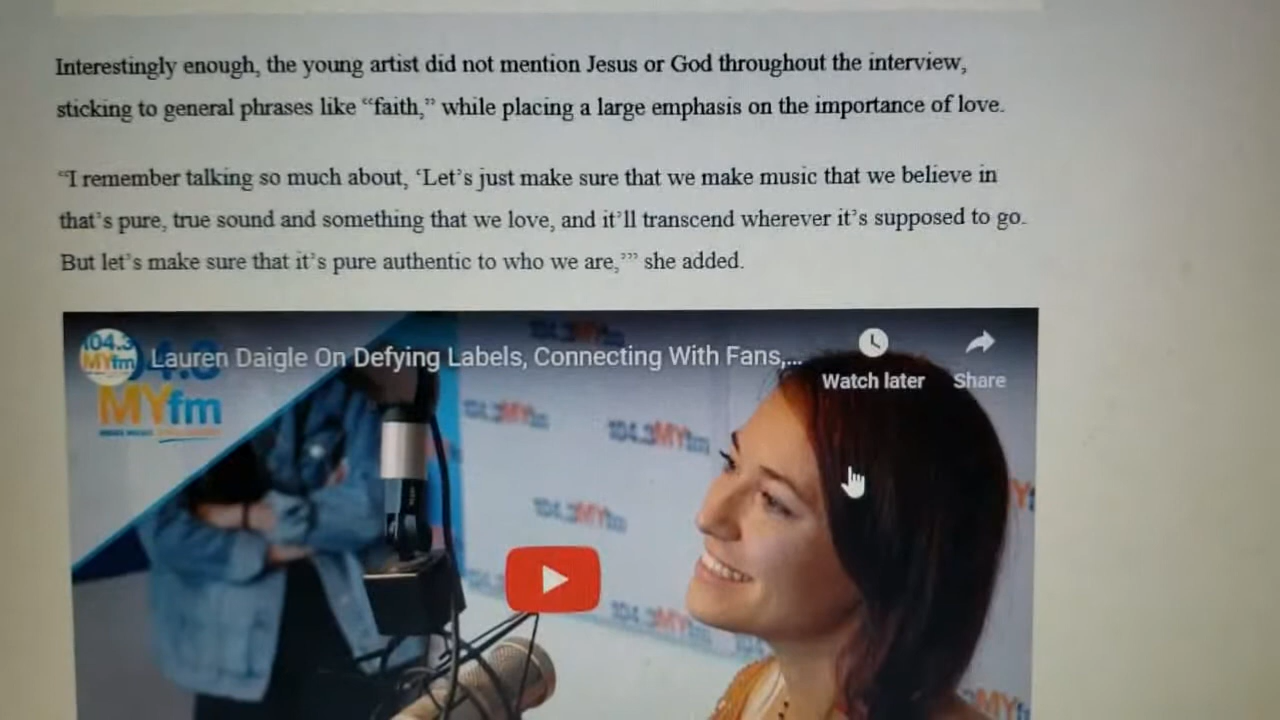 Interestingly enough, the young artist did not mention Jesus or God throughout the interview,
sticking to general phrases like “faith,” while placing a large emphasis on the importance of love.
“I remember talking so much about, ‘Let’s just make sure that we make music that we believe in
that’s pure, true sound and something that we love, and it’ll transcend wherever it’s supposed to go.
But let’s make sure that it’s pure authentic to who we are,’” she added.
104.3
MYfm
Lauren Daigle On Defying Labels, Connecting With Fans,...
Watch later
Share
MYfm
104.3MYfm
104.3MYfm
104.3MYfm
104.3MYfm